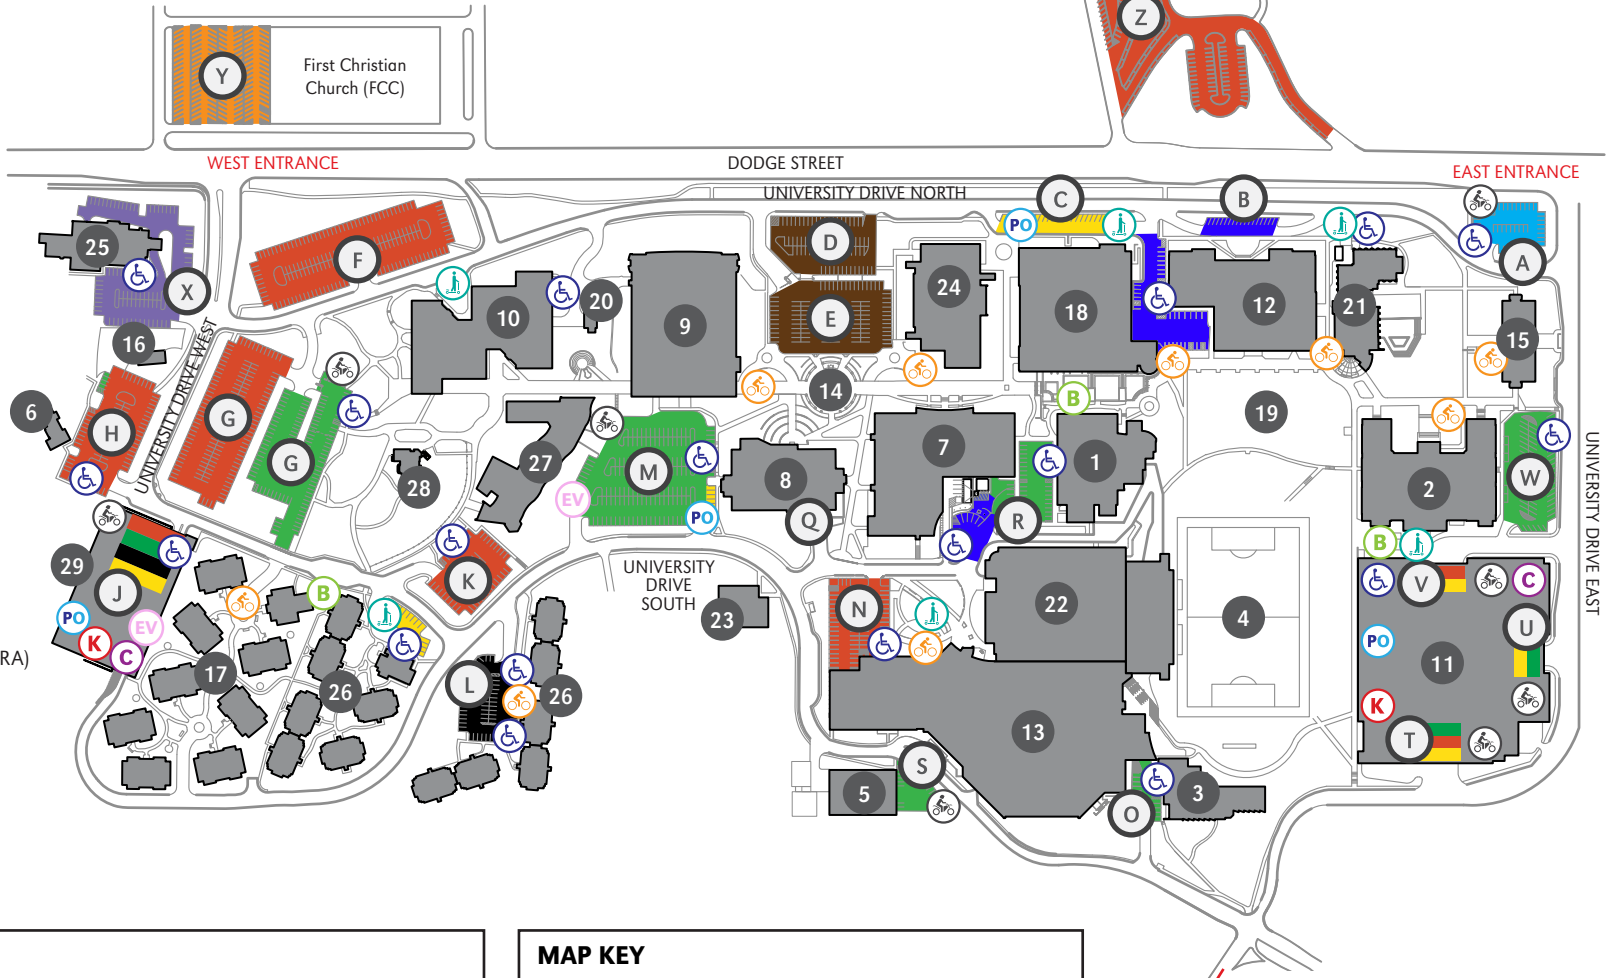 Z
Y
First Christian
Church (FCC)
WEST ENTRANCE
DODGE STREET
EAST ENTRANCE
UNIVERSITY DRIVE NORTH
C
B
PO
A
25
X
F
D
E
24
18
12
21
15
10
20
9
16
UNIVERSITY DRIVE WEST
6
H
G
G
14
B
19
27
28
M
EV
PO
8
Q
7
R
1
2
W
UNIVERSITY DRIVE EAST
29
J
PO
K
EV
C
B
K
UNIVERSITY
DRIVE
SOUTH
23
N
22
4
B
V
C
PO
U
11
K
T
RA)
17
26
L
26
13
S
5
O
3
MAP KEY